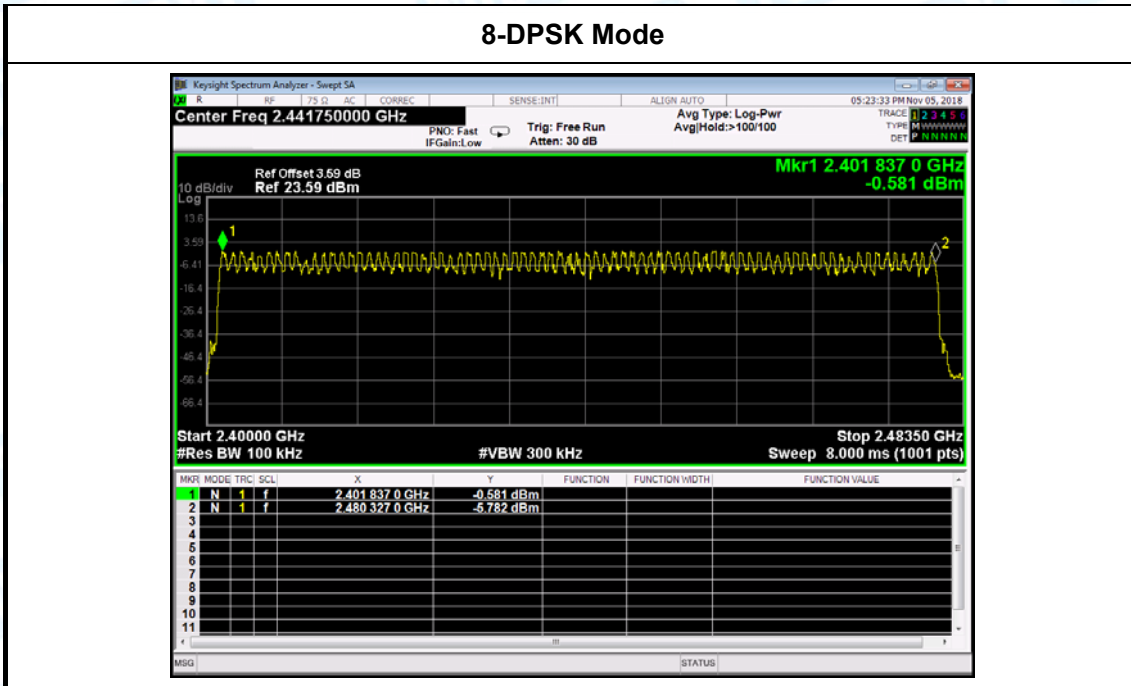 8-DPSK Mode
Keysight Spectrum Analyzer - Swept SA
R RF 75 Ω AC CORREC SENSE:INT ALIGN AUTO 05:23:33 PM Nov 05, 2018
Center Freq 2.441750000 GHz
PNO: Fast
IFGain:Low
Trig: Free Run
Atten: 30 dB
Avg Type: Log-Pwr
Avg|Hold:>100/100
TRACE 1 2 3 4 5 6
TYPE M WWWWW
DET P N N N N N
Mkr1 2.401 837 0 GHz
-0.581 dBm
Ref Offset 3.59 dB
10 dB/div Ref 23.59 dBm
Log
13.6
3.59
-6.41
-16.4
-26.4
-36.4
-46.4
-56.4
-66.4
1
2
Start 2.40000 GHz Stop 2.48350 GHz
#Res BW 100 kHz #VBW 300 kHz Sweep 8.000 ms (1001 pts)
MKR MODE TRC SCL X Y FUNCTION FUNCTION WIDTH FUNCTION VALUE
1 N 1 f 2.401 837 0 GHz -0.581 dBm
2 N 1 f 2.480 327 0 GHz -5.782 dBm
3
4
5
6
7
8
9
10
11
MSG STATUS